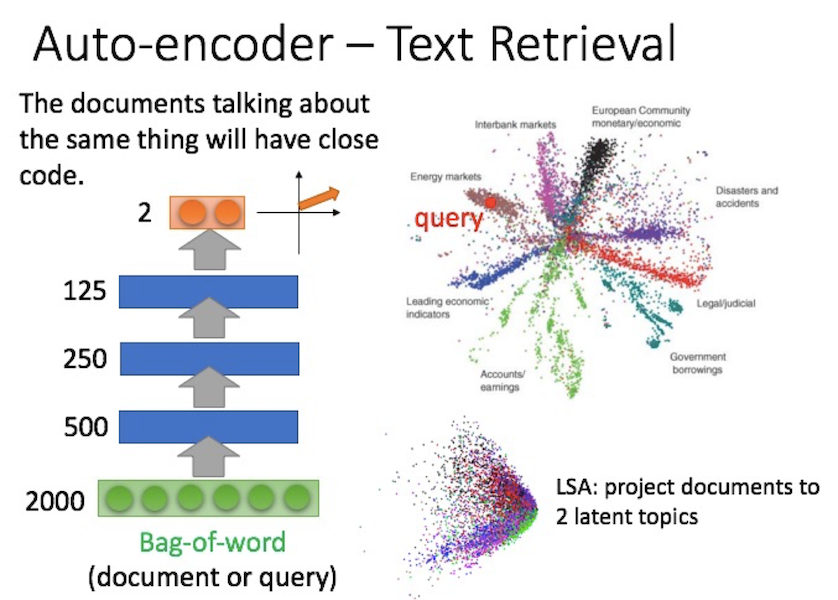 Auto-encoder – Text Retrieval
The documents talking about
the same thing will have close
code.
2
125
250
500
2000
Bag-of-word
(document or query)
European Community
monetary/economic
Interbank markets
Energy markets
query
Disasters and
accidents
Leading economic
indicators
Legal/judicial
Government
borrowings
Accounts/
earnings
LSA: project documents to
2 latent topics